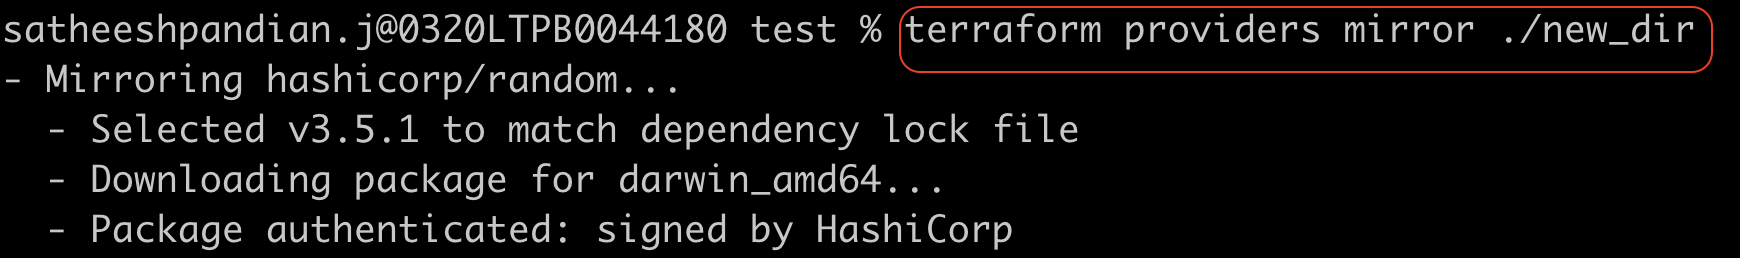 satheeshpandian.j@0320LTPB0044180 test % terraform providers mirror ./new_dir
- Mirroring hashicorp/random...
  - Selected v3.5.1 to match dependency lock file
  - Downloading package for darwin_amd64...
  - Package authenticated: signed by HashiCorp